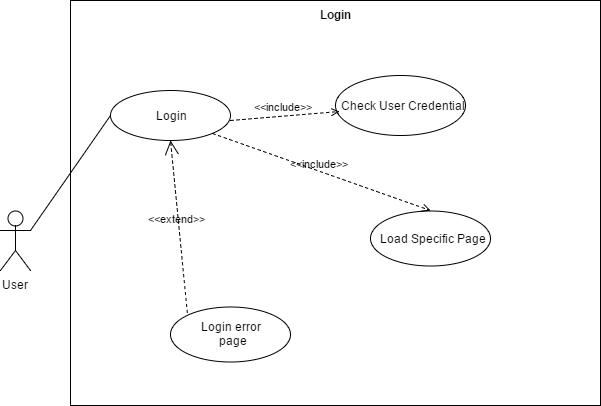 Login
Login
<<include>>
Check User Credential
<<include>>
<<extend>>
Load Specific Page
User
Login error
page